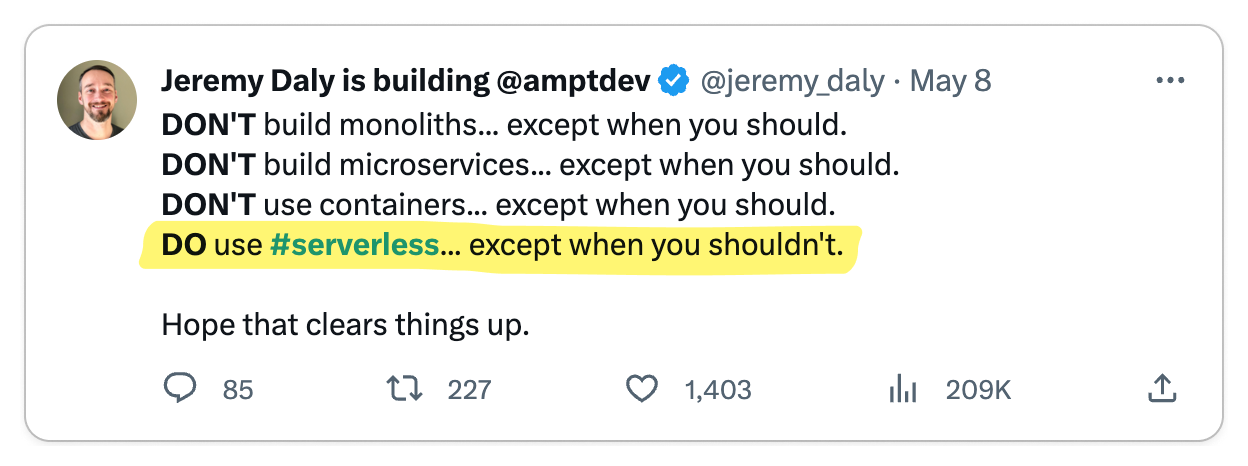 Jeremy Daly is building @amptdev @jeremy_daly · May 8
DON'T build monoliths... except when you should.
DON'T build microservices... except when you should.
DON'T use containers... except when you should.
DO use #serverless... except when you shouldn't.
Hope that clears things up.
85 227 1,403 209K